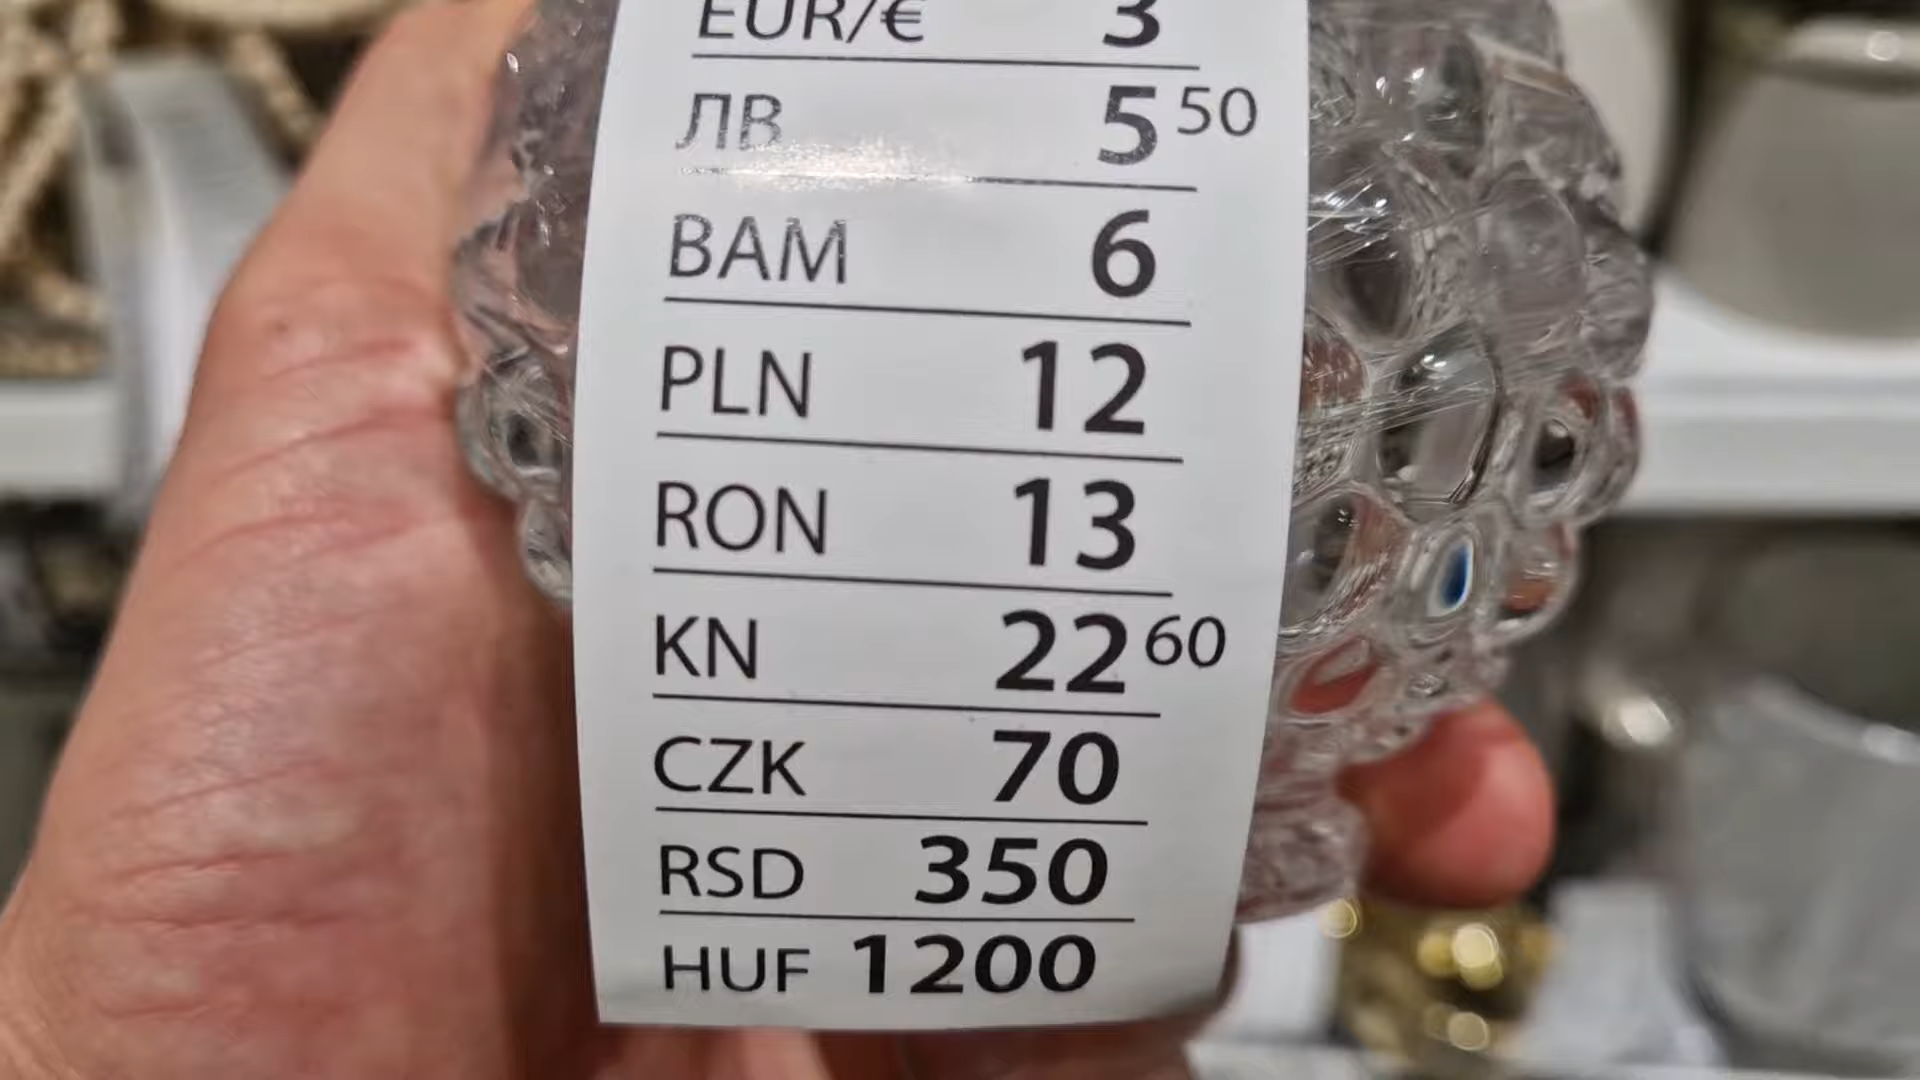 EUR/€ 3
ЛВ 5 50
BAM 6
PLN 12
RON 13
KN 22 60
CZK 70
RSD 350
HUF 1200